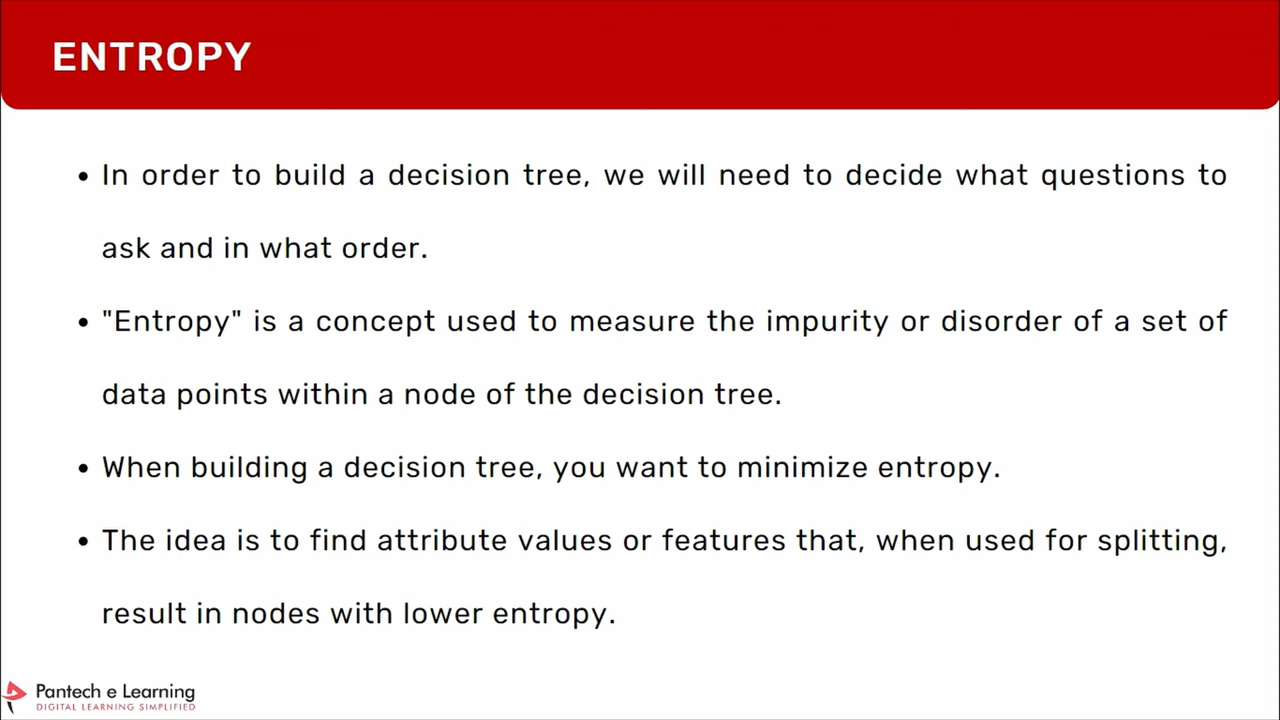 ENTROPY
• In order to build a decision tree, we will need to decide what questions to
ask and in what order.
• "Entropy" is a concept used to measure the impurity or disorder of a set of
data points within a node of the decision tree.
• When building a decision tree, you want to minimize entropy.
• The idea is to find attribute values or features that, when used for splitting,
result in nodes with lower entropy.
Pantech e Learning
DIGITAL LEARNING SIMPLIFIED